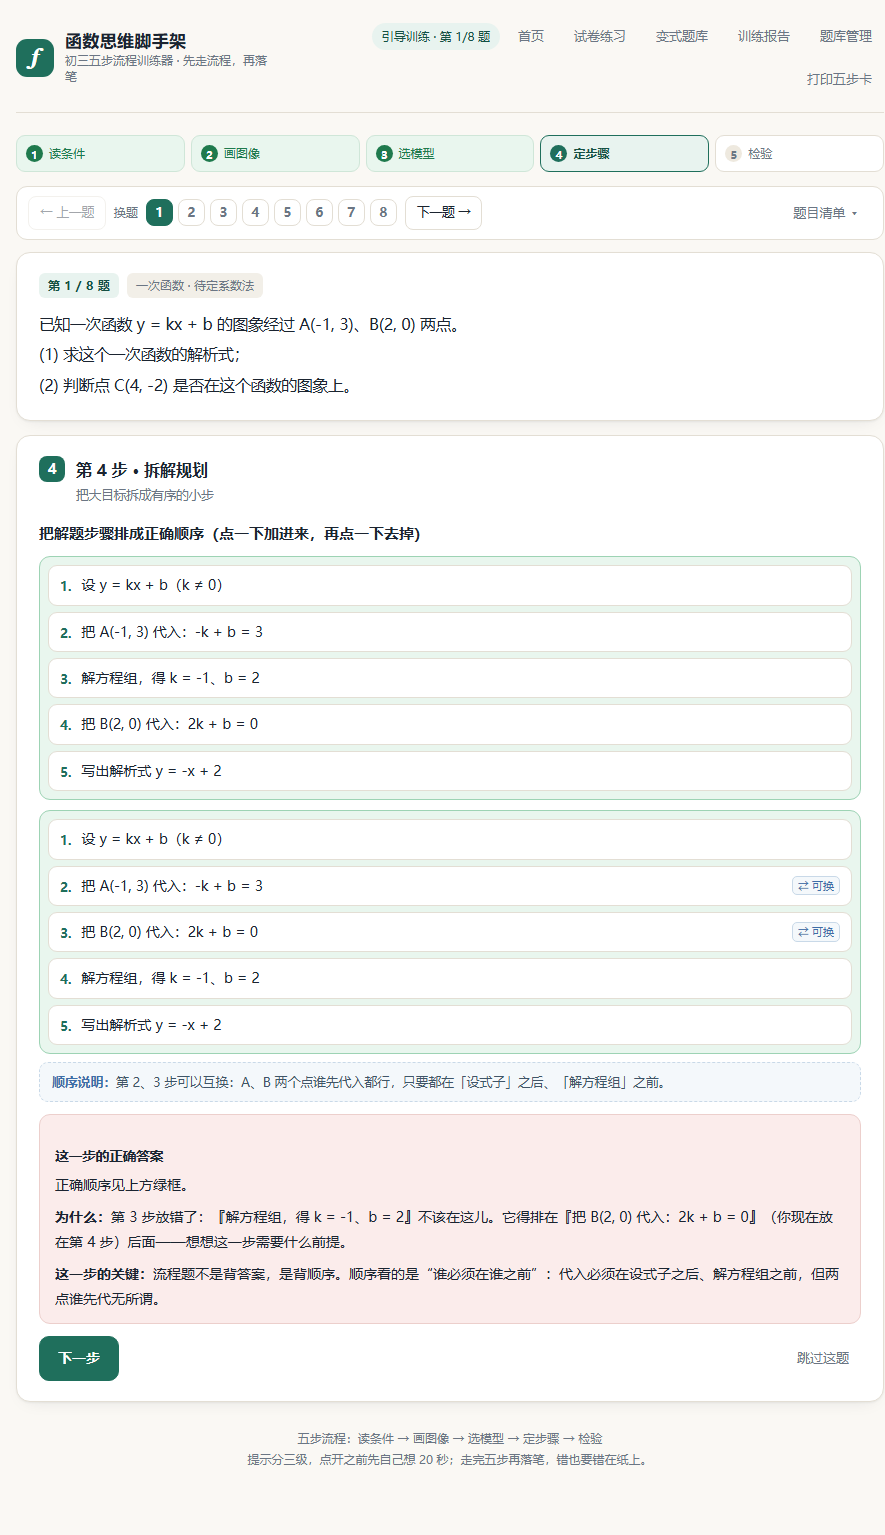 f
函数思维脚手架
初三五步流程训练器 · 先走流程，再落
笔
引导训练 · 第 1/8 题
首页
试卷练习
变式题库
训练报告
题库管理
打印五步卡
1 读条件
2 画图像
3 选模型
4 定步骤
5 检验
← 上一题
换题
1
2
3
4
5
6
7
8
下一题 →
题目清单
第 1 / 8 题
一次函数 · 待定系数法
已知一次函数 y = kx + b 的图象经过 A(-1, 3)、B(2, 0) 两点。
(1) 求这个一次函数的解析式；
(2) 判断点 C(4, -2) 是否在这个函数的图象上。
4
第 4 步 • 拆解规划
把大目标拆成有序的小步
把解题步骤排成正确顺序（点一下加进来，再点一下去掉）
1. 设 y = kx + b（k ≠ 0）
2. 把 A(-1, 3) 代入：-k + b = 3
3. 解方程组，得 k = -1、b = 2
4. 把 B(2, 0) 代入：2k + b = 0
5. 写出解析式 y = -x + 2
1. 设 y = kx + b（k ≠ 0）
2. 把 A(-1, 3) 代入：-k + b = 3
⇄ 可换
3. 把 B(2, 0) 代入：2k + b = 0
⇄ 可换
4. 解方程组，得 k = -1、b = 2
5. 写出解析式 y = -x + 2
顺序说明：第 2、3 步可以互换：A、B 两个点谁先代入都行，只要都在「设式子」之后、「解方程组」之前。
这一步的正确答案
正确顺序见上方绿框。
为什么：第 3 步放错了：『解方程组，得 k = -1、b = 2』不该在这儿。它得排在『把 B(2, 0) 代入：2k + b = 0』（你现在放
在第 4 步）后面——想想这一步需要什么前提。
这一步的关键：流程题不是背答案，是背顺序。顺序看的是“谁必须在谁之前”：代入必须在设式子之后、解方程组之前，但两
点谁先代无所谓。
下一步
跳过这题
五步流程：读条件 → 画图像 → 选模型 → 定步骤 → 检验
提示分三级，点开之前先自己想 20 秒；走完五步再落笔，错也要错在纸上。